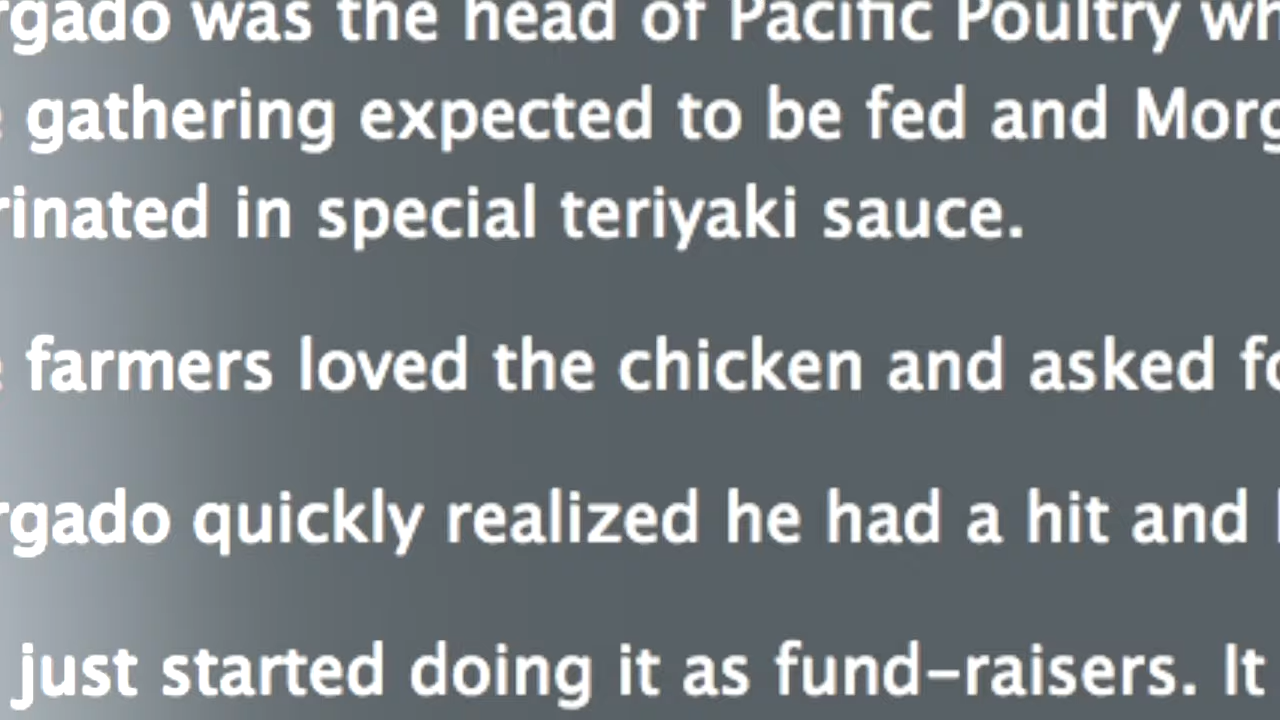 rgado was the head of Pacific Poultry wh
gathering expected to be fed and Morg
rinated in special teriyaki sauce.
farmers loved the chicken and asked fo
rgado quickly realized he had a hit and
just started doing it as fund-raisers. It